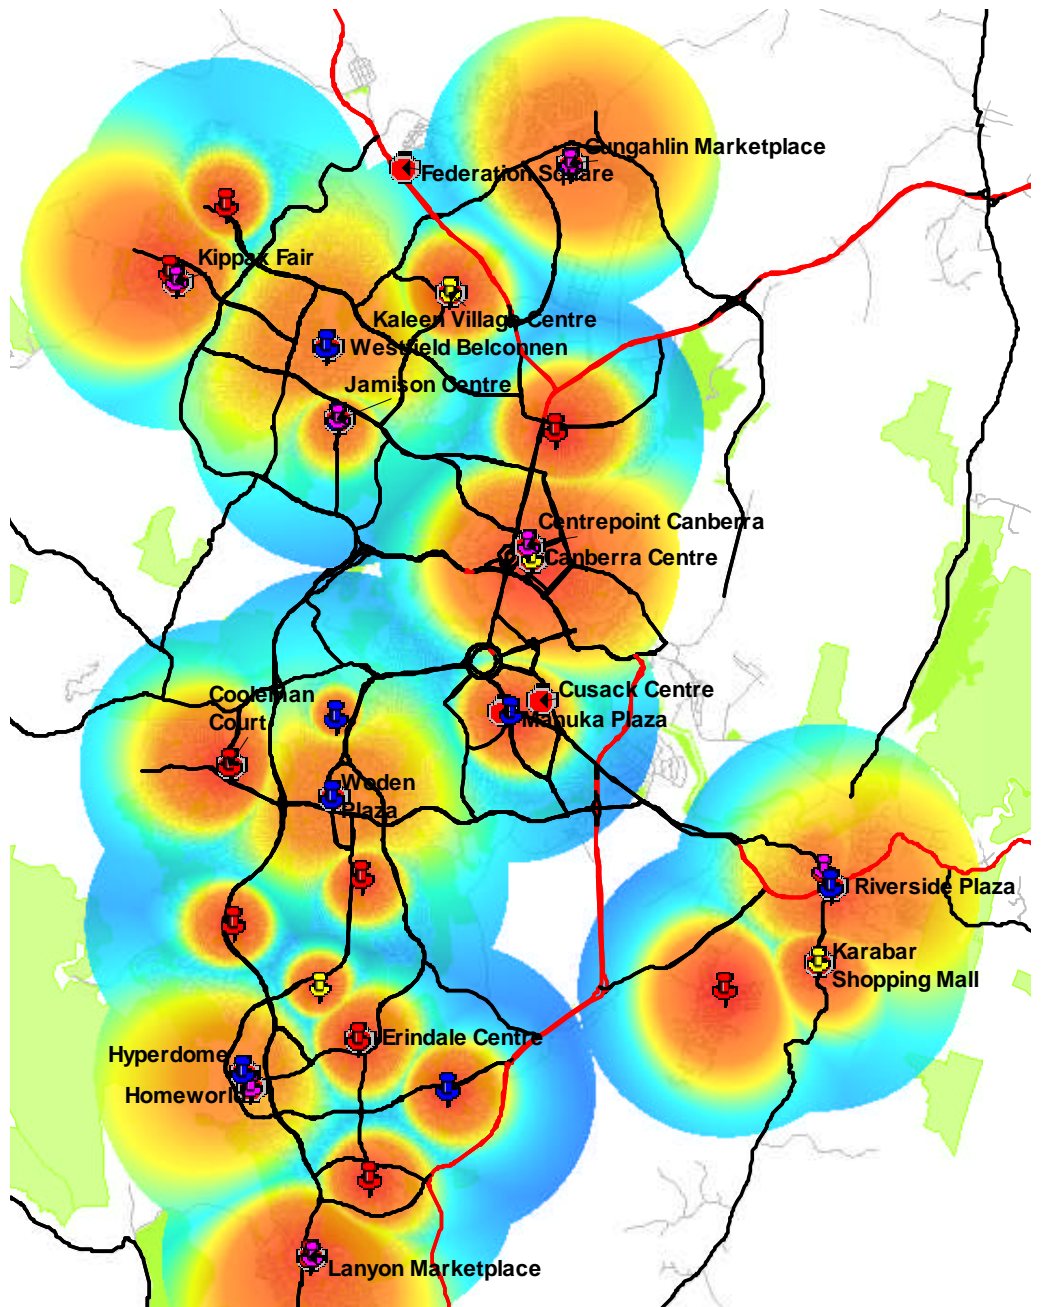 Gungahlin Marketplace
Federation Square
Kippax Fair
Kaleen Village Centre
Westfield Belconnen
Jamison Centre
Centrepoint Canberra
Canberra Centre
Cooleman
Court
Cusack Centre
Manuka Plaza
Woden
Plaza
Riverside Plaza
Karabar
Shopping Mall
Erindale Centre
Hyperdome
Homeworld
Lanyon Marketplace